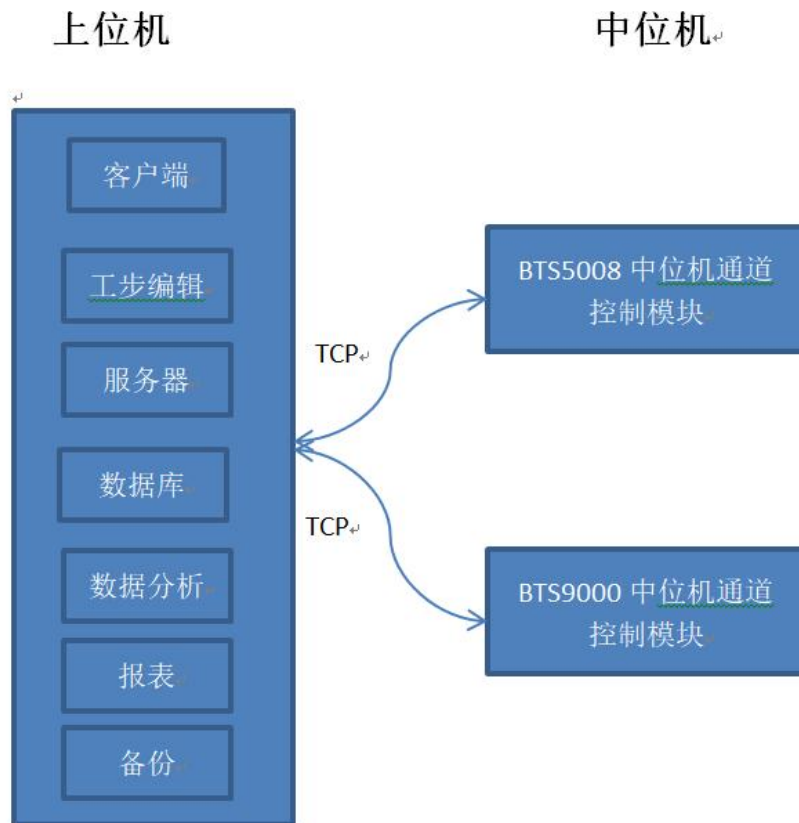 上位机
中位机
客户端
工步编辑
服务器
数据库
数据分析
报表
备份
TCP
TCP
BTS5008 中位机通道
控制模块
BTS9000 中位机通道
控制模块